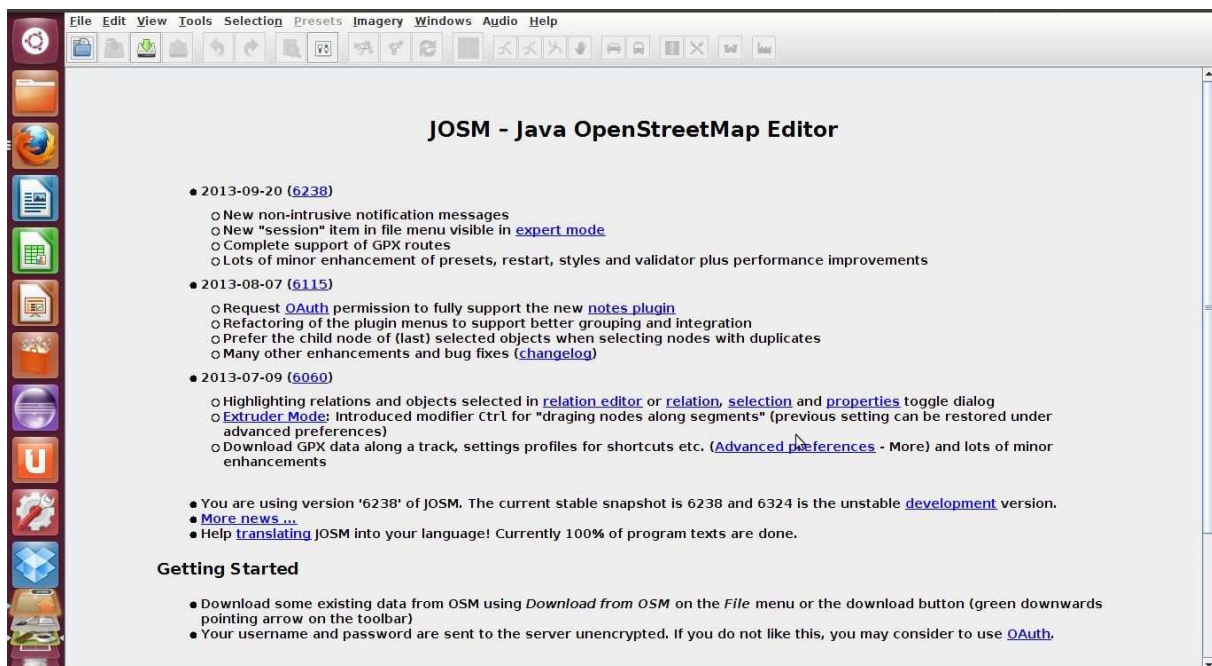 File Edit View Tools Selection Presets Imagery Windows Audio Help
JOSM - Java OpenStreetMap Editor
2013-09-20 (6238)
New non-intrusive notification messages
New "session" item in file menu visible in expert mode
Complete support of GPX routes
Lots of minor enhancement of presets, restart, styles and validator plus performance improvements
2013-08-07 (6115)
Request OAuth permission to fully support the new notes plugin
Refactoring of the plugin menus to support better grouping and integration
Prefer the child node of (last) selected objects when selecting nodes with duplicates
Many other enhancements and bug fixes (changelog)
2013-07-09 (6060)
Highlighting relations and objects selected in relation editor or relation, selection and properties toggle dialog
Extruder Mode: Introduced modifier Ctrl for "draging nodes along segments" (previous setting can be restored under
advanced preferences)
Download GPX data along a track, settings profiles for shortcuts etc. (Advanced preferences - More) and lots of minor
enhancements
You are using version '6238' of JOSM. The current stable snapshot is 6238 and 6324 is the unstable development version.
More news ...
Help translating JOSM into your language! Currently 100% of program texts are done.
Getting Started
Download some existing data from OSM using Download from OSM on the File menu or the download button (green downwards
pointing arrow on the toolbar)
Your username and password are sent to the server unencrypted. If you do not like this, you may consider to use OAuth.